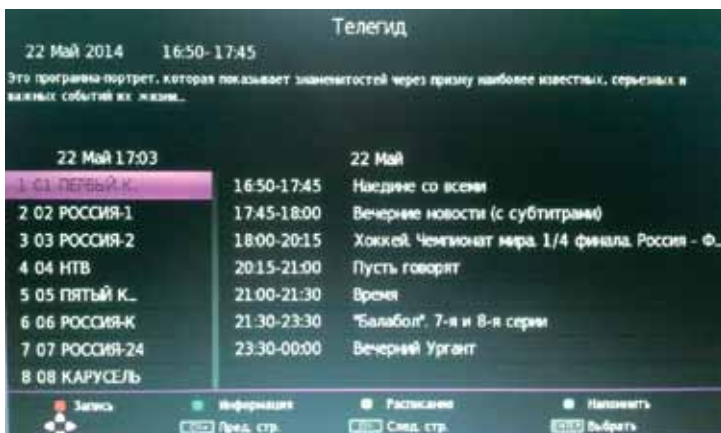 Телегид
22 Май 2014 16:50-17:45
Это программа-портрет, которая показывает знаменитостей через призму наиболее известных, серьезных и
важных событий их жизни...
22 Май 17:03 22 Май
1 01 ПЕРВЫЙ К... 16:50-17:45 Наедине со всеми
2 02 РОССИЯ-1 17:45-18:00 Вечерние новости (с субтитрами)
3 03 РОССИЯ-2 18:00-20:15 Хоккей. Чемпионат мира. 1/4 финала. Россия - Ф...
4 04 НТВ 20:15-21:00 Пусть говорят
5 05 ПЯТЫЙ К... 21:00-21:30 Время
6 06 РОССИЯ-К 21:30-23:30 "Балабол". 7-я и 8-я серии
7 07 РОССИЯ-24 23:30-00:00 Вечерний Ургант
8 08 КАРУСЕЛЬ
Запись Информация Расписание Напомнить
Пред. стр. След. стр. Выбрать